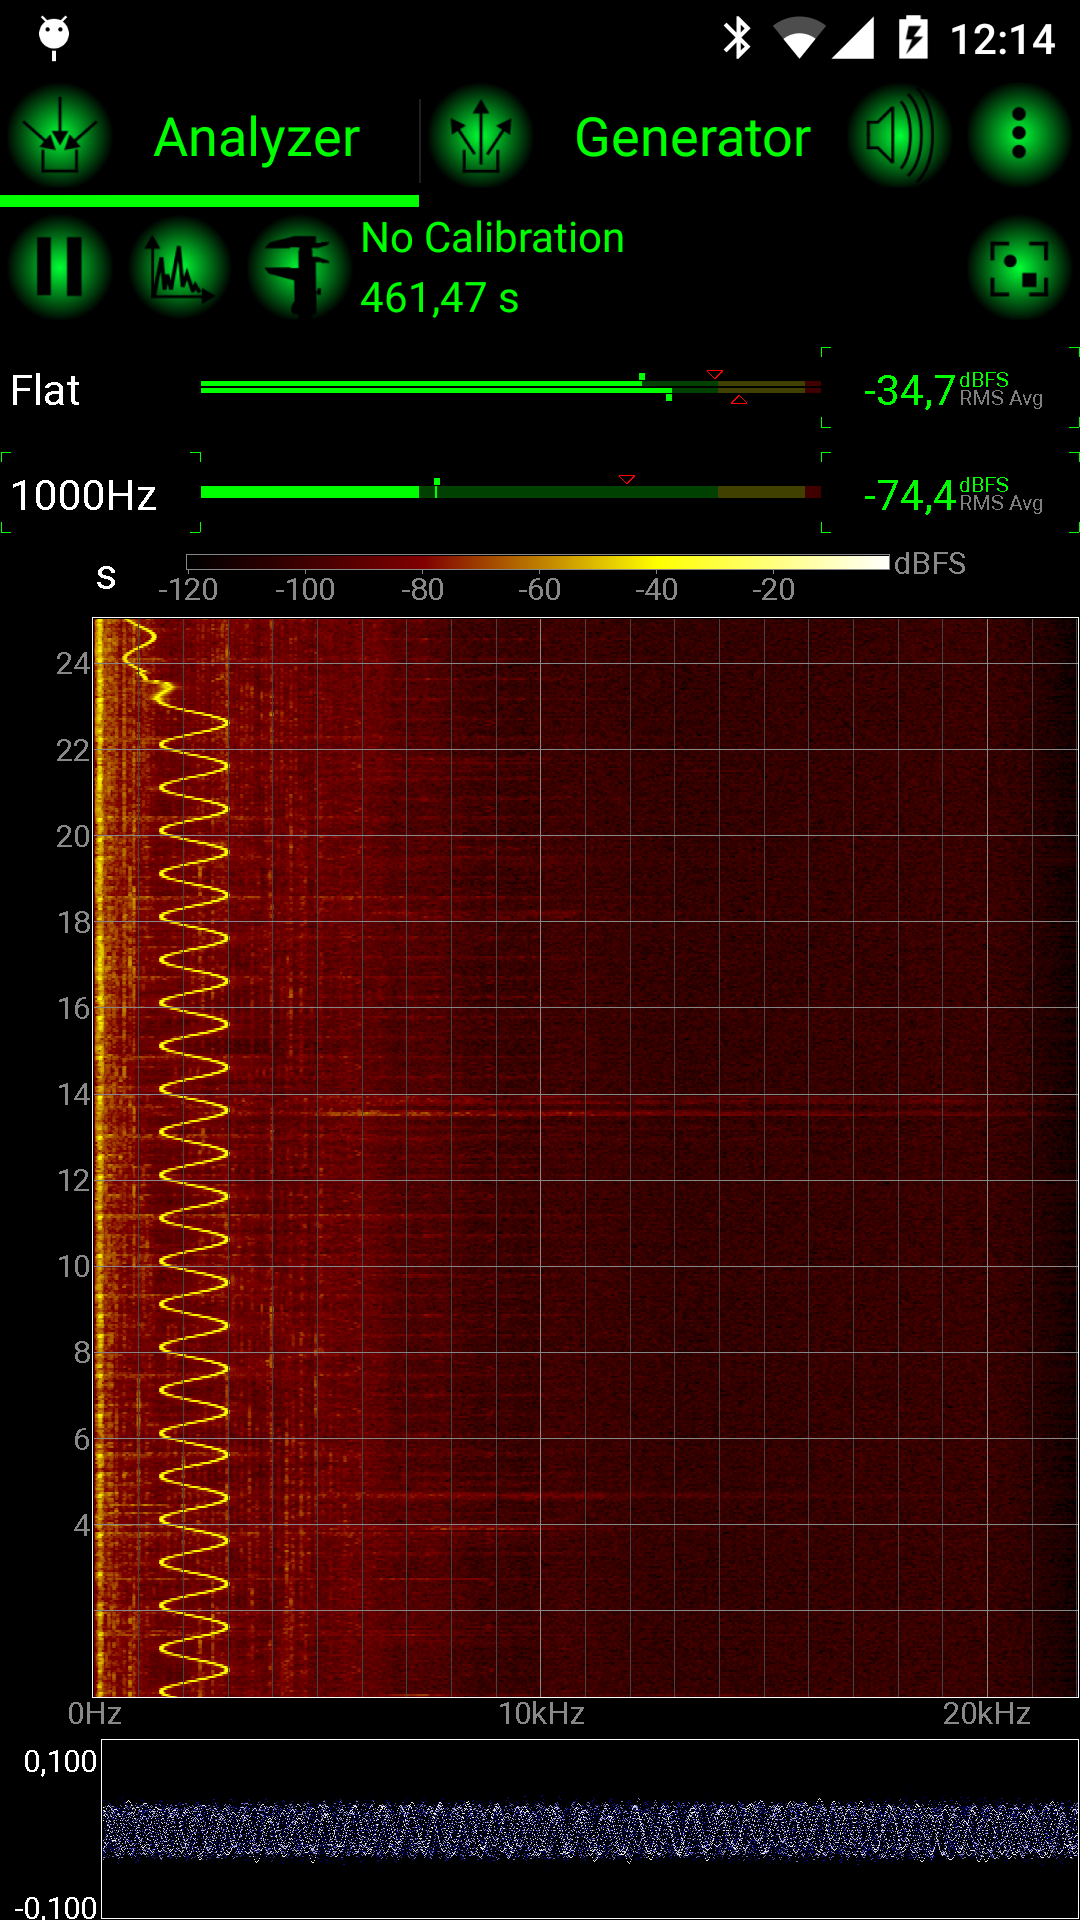 12:14
Analyzer
Generator
No Calibration
461,47 s
Flat
-34,7 dBFS
RMS Avg
1000Hz
-74,4 dBFS
RMS Avg
s
dBFS
-120 -100 -80 -60 -40 -20
24
22
20
18
16
14
12
10
8
6
4
0Hz 10kHz 20kHz
0,100
-0,100